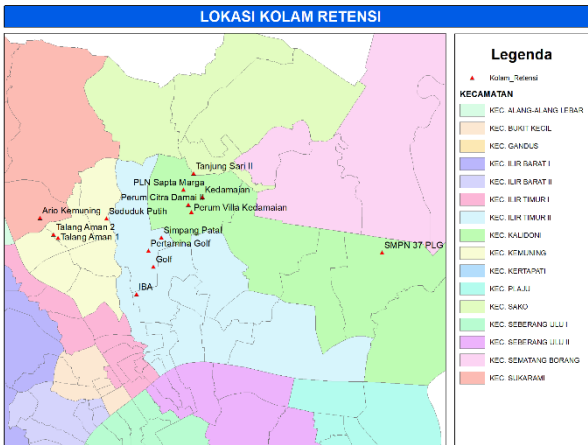 LOKASI KOLAM RETENSI
Tanjung Sari II
PLN Sapta Marga
Kedamaian
Perum Citra Damai II
Perum Villa Kedamaian
Ario Kemuning
Seduduk Putih
Talang Aman 2
Talang Aman 1
Simpang Patal
Pertamina Golf
Golf
SMPN 37 PLG
IBA
Legenda
Kolam_Retensi
KECAMATAN
KEC. ALANG-ALANG LEBAR
KEC. BUKIT KECIL
KEC. GANDUS
KEC. ILIR BARAT I
KEC. ILIR BARAT II
KEC. ILIR TIMUR I
KEC. ILIR TIMUR II
KEC. KALIDONI
KEC. KEMUNING
KEC. KERTAPATI
KEC. PLAJU
KEC. SAKO
KEC. SEBERANG ULU I
KEC. SEBERANG ULU II
KEC. SEMATANG BORANG
KEC. SUKARAMI